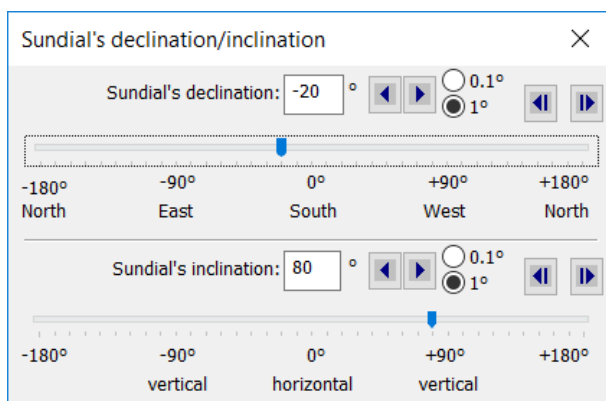 Sundial's declination/inclination
Sundial's declination: -20 ° 0.1°
1°
-180° -90° 0° +90° +180°
North East South West North
Sundial's inclination: 80 ° 0.1°
1°
-180° -90° 0° +90° +180°
vertical horizontal vertical